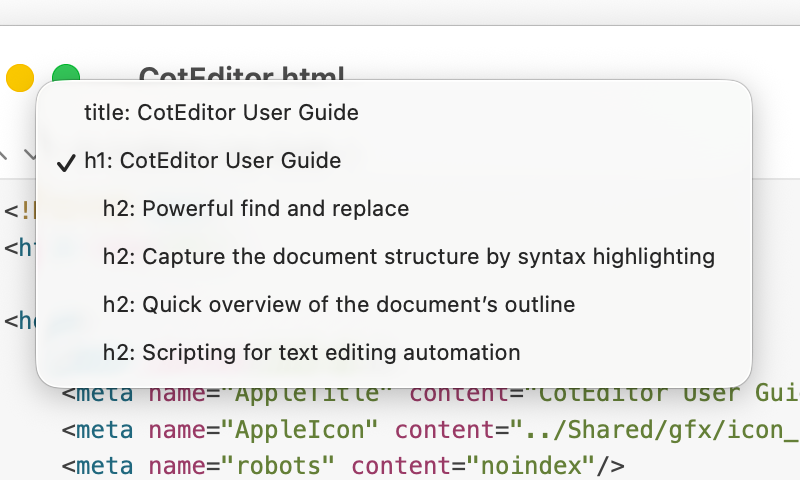 CotEditor.html
title: CotEditor User Guide
h1: CotEditor User Guide
h2: Powerful find and replace
h2: Capture the document structure by syntax highlighting
h2: Quick overview of the document’s outline
h2: Scripting for text editing automation
<meta name="AppleTitle" content="CotEditor User Gui
<meta name="AppleIcon" content="../Shared/gfx/icon_
<meta name="robots" content="noindex"/>